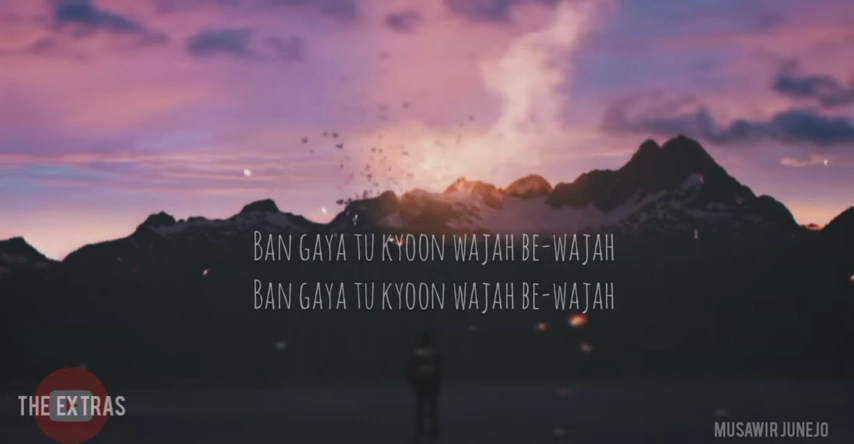 BAN GAYA TU KYOON WAJAH BE-WAJAH
BAN GAYA TU KYOON WAJAH BE-WAJAH
THE EXTRAS
MUSAWIR JUNEJO